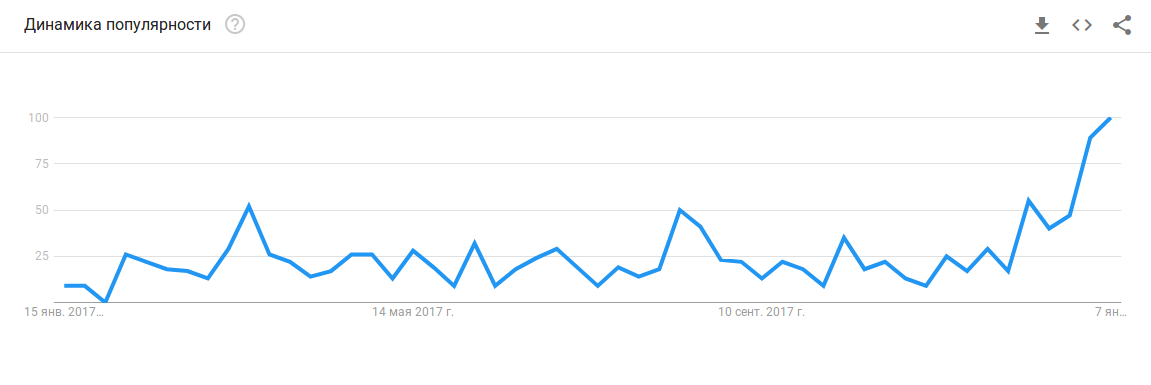 Динамика популярности ?
100
75
50
25
15 янв. 2017…
14 мая 2017 г.
10 сент. 2017 г.
7 ян…